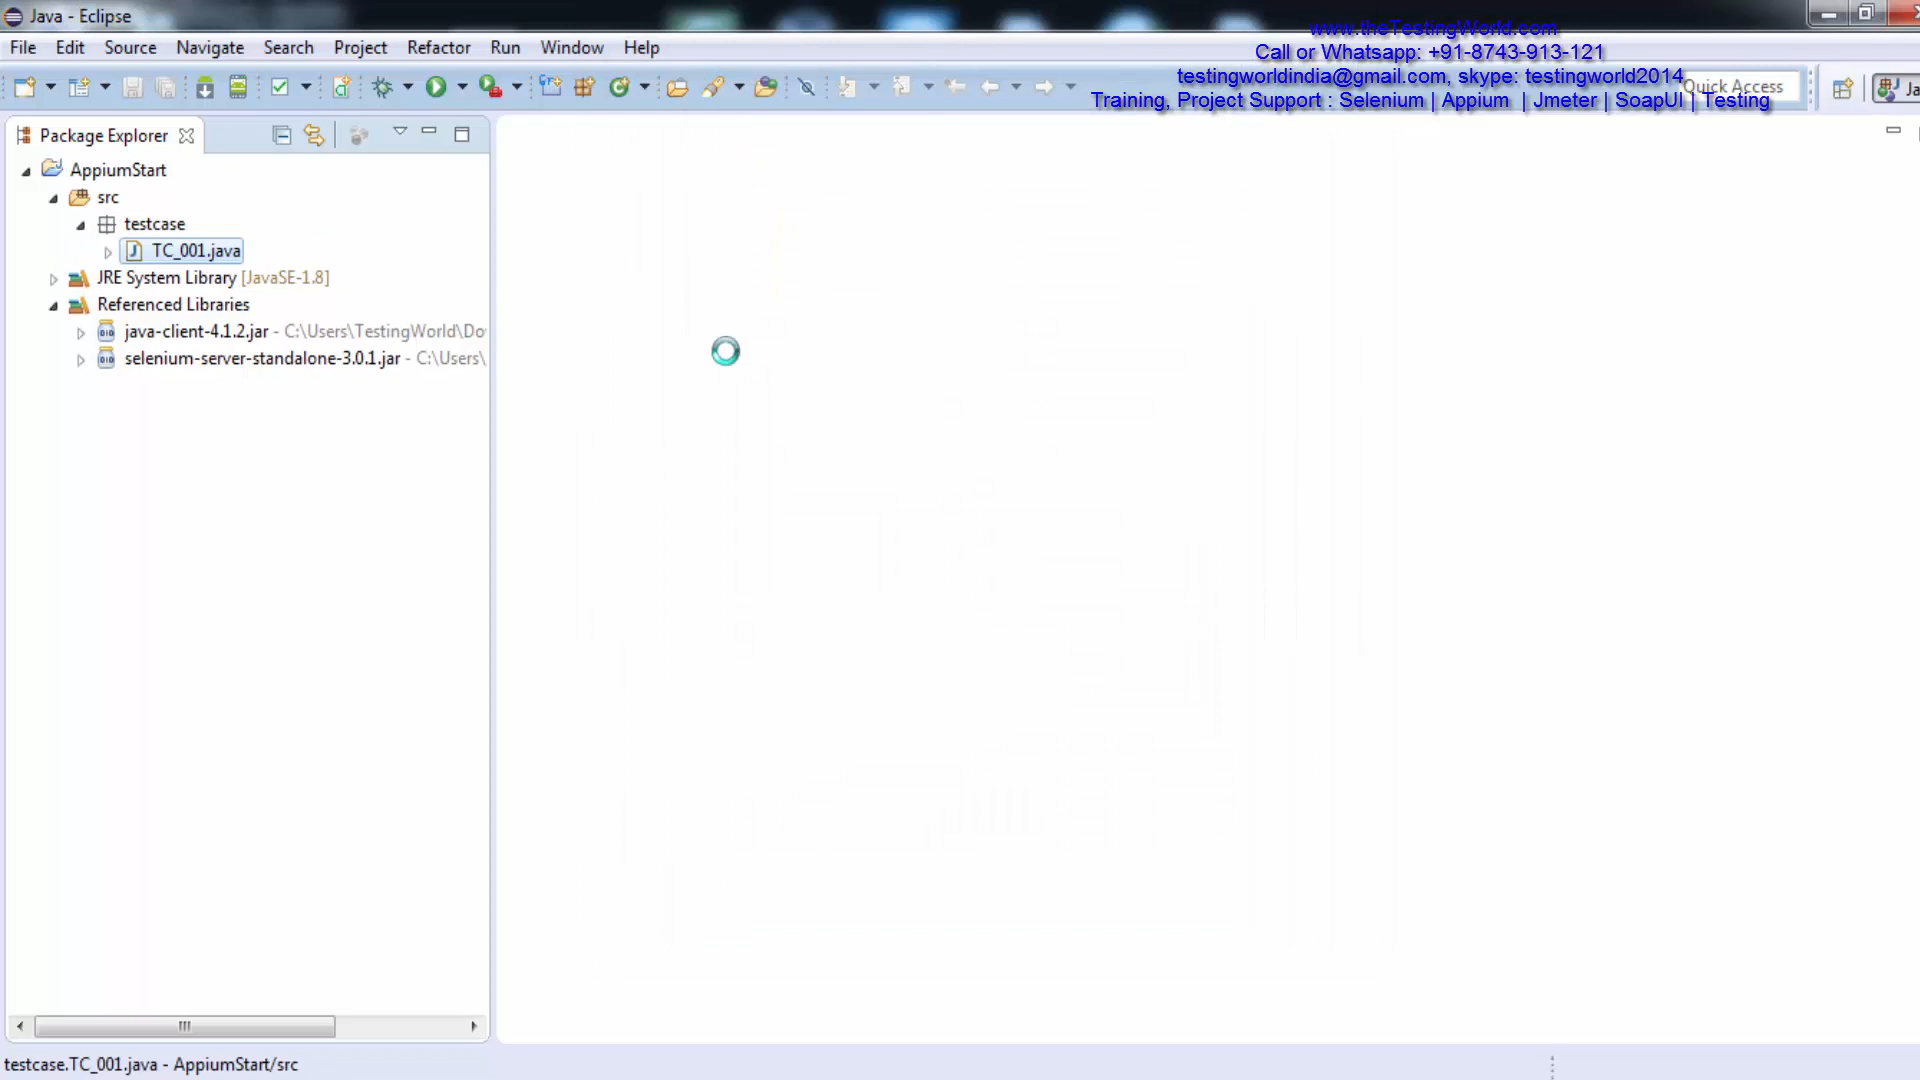 Java - Eclipse
www.theTestingWorld.com
File Edit Source Navigate Search Project Refactor Run Window Help
Call or Whatsapp: +91-8743-913-121
testingworldindia@gmail.com, skype: testingworld2014
Quick Access
Ja
Training, Project Support : Selenium | Appium | Jmeter | SoapUI | Testing
Package Explorer
AppiumStart
src
testcase
TC_001.java
JRE System Library [JavaSE-1.8]
Referenced Libraries
java-client-4.1.2.jar - C:\Users\TestingWorld\Do
selenium-server-standalone-3.0.1.jar - C:\Users\
testcase.TC_001.java - AppiumStart/src